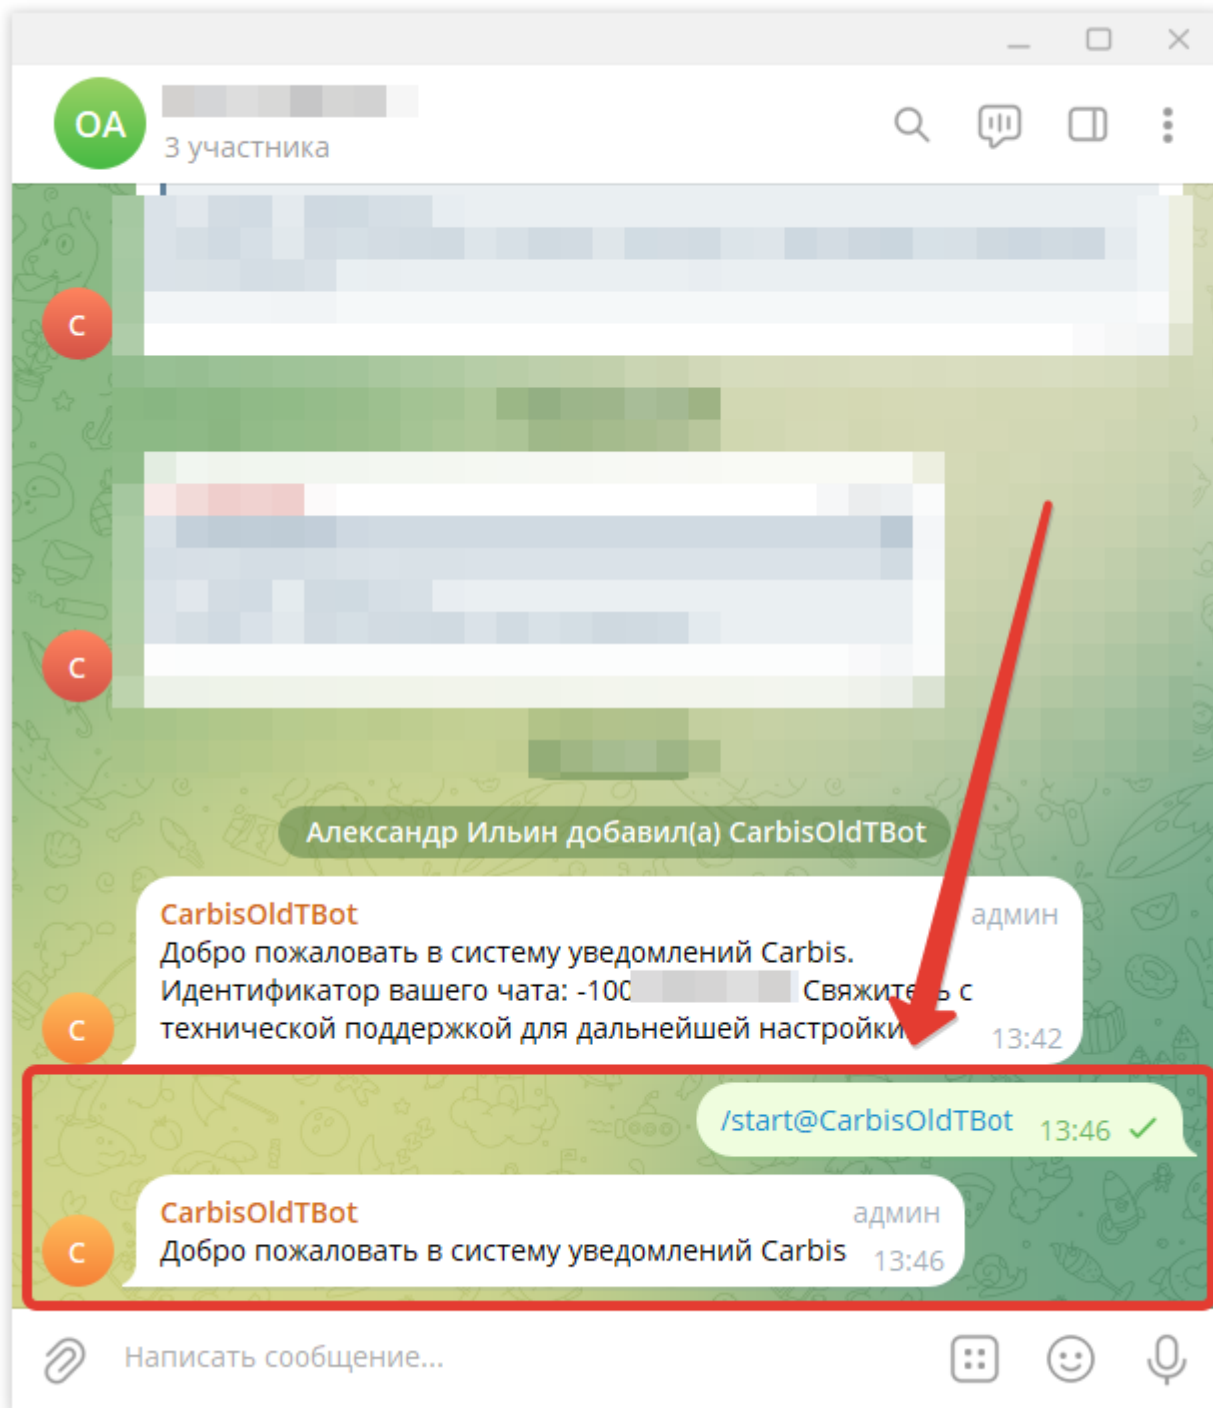 OA
3 участника
C
C
Александр Ильин добавил(а) CarbisOldTBot
CarbisOldTBot админ
Добро пожаловать в систему уведомлений Carbis.
Идентификатор вашего чата: -100 Свяжитесь с
технической поддержкой для дальнейшей настройки
13:42
C
/start@CarbisOldTBot 13:46
CarbisOldTBot админ
Добро пожаловать в систему уведомлений Carbis 13:46
C
Написать сообщение...